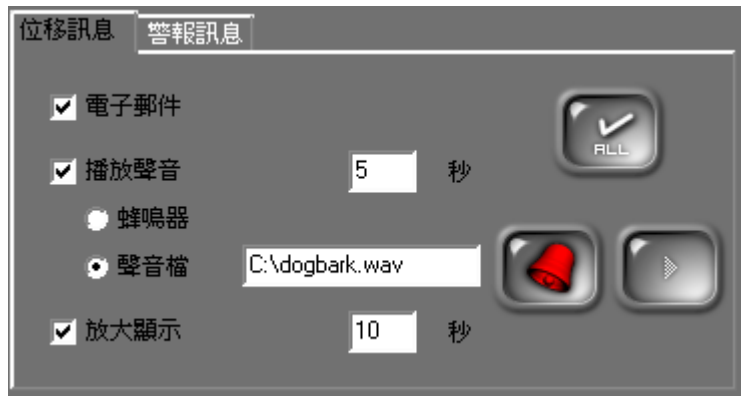 位移訊息 警報訊息
電子郵件
ALL
播放聲音 5 秒
蜂鳴器
聲音檔 C:\dogbark.wav
放大顯示 10 秒